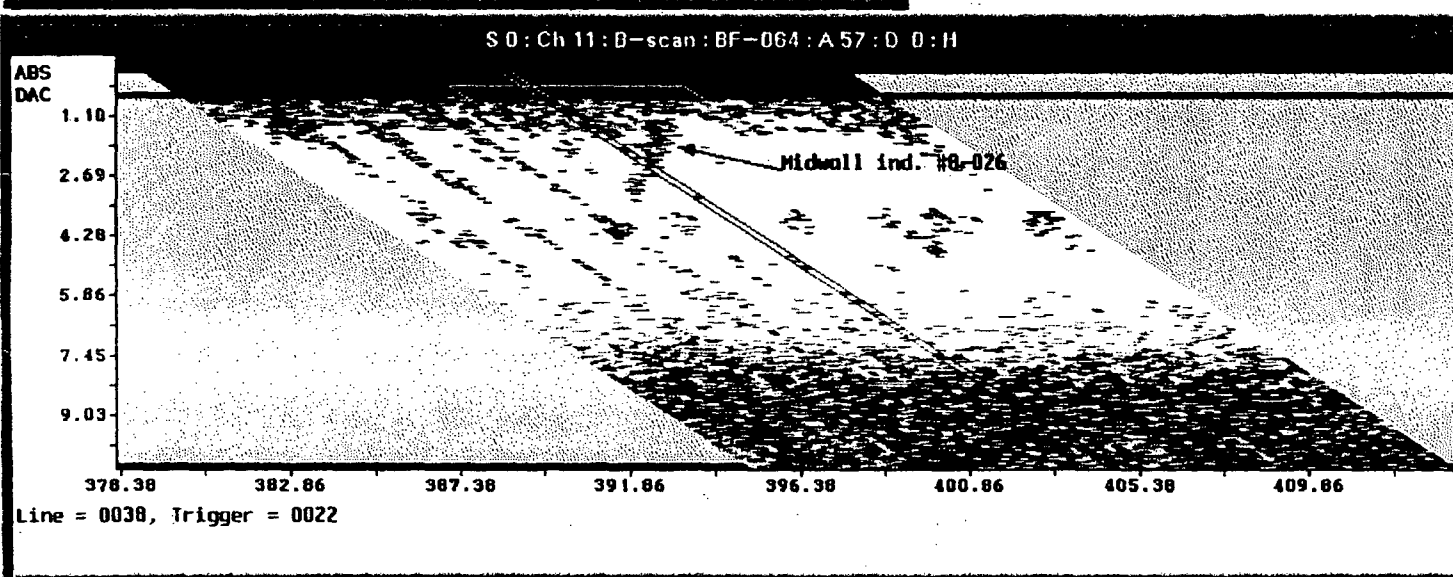 S 0 : Ch 11 : B-scan : BF-064 : A 57 : D 0 : H
ABS
DAC
1.10
Midwall ind. #8-026
2.69
4.28
5.86
7.45
9.03
378.38 382.86 387.38 391.86 396.38 400.86 405.38 409.86
Line = 0038, Trigger = 0022